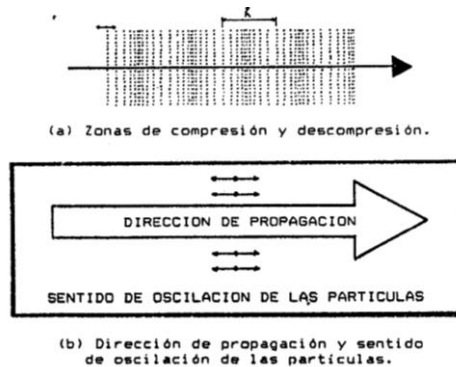 (a) Zonas de compresión y descompresión.
DIRECCION DE PROPAGACION
SENTIDO DE OSCILACION DE LAS PARTICULAS
(b) Dirección de propagación y sentido
de oscilación de las partículas.